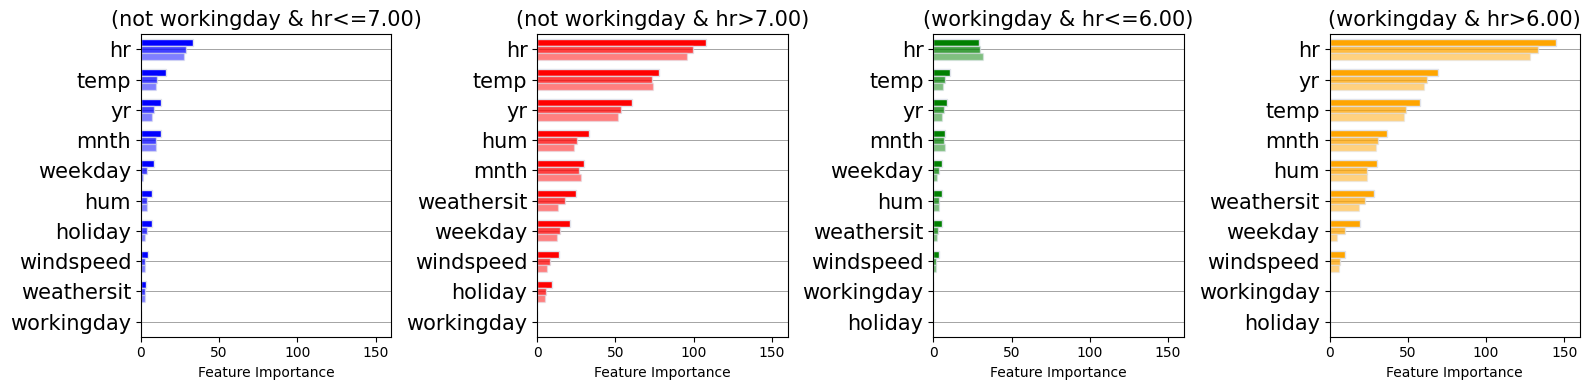 (not workingday & hr<=7.00)
hr
temp
yr
mnth
weekday
hum
holiday
windspeed
weathersit
workingday
0 50 100 150
Feature Importance
(not workingday & hr>7.00)
hr
temp
yr
hum
mnth
weathersit
weekday
windspeed
holiday
workingday
0 50 100 150
Feature Importance
(workingday & hr<=6.00)
hr
temp
yr
mnth
weekday
hum
weathersit
windspeed
workingday
holiday
0 50 100 150
Feature Importance
(workingday & hr>6.00)
hr
yr
temp
mnth
hum
weathersit
weekday
windspeed
workingday
holiday
0 50 100 150
Feature Importance